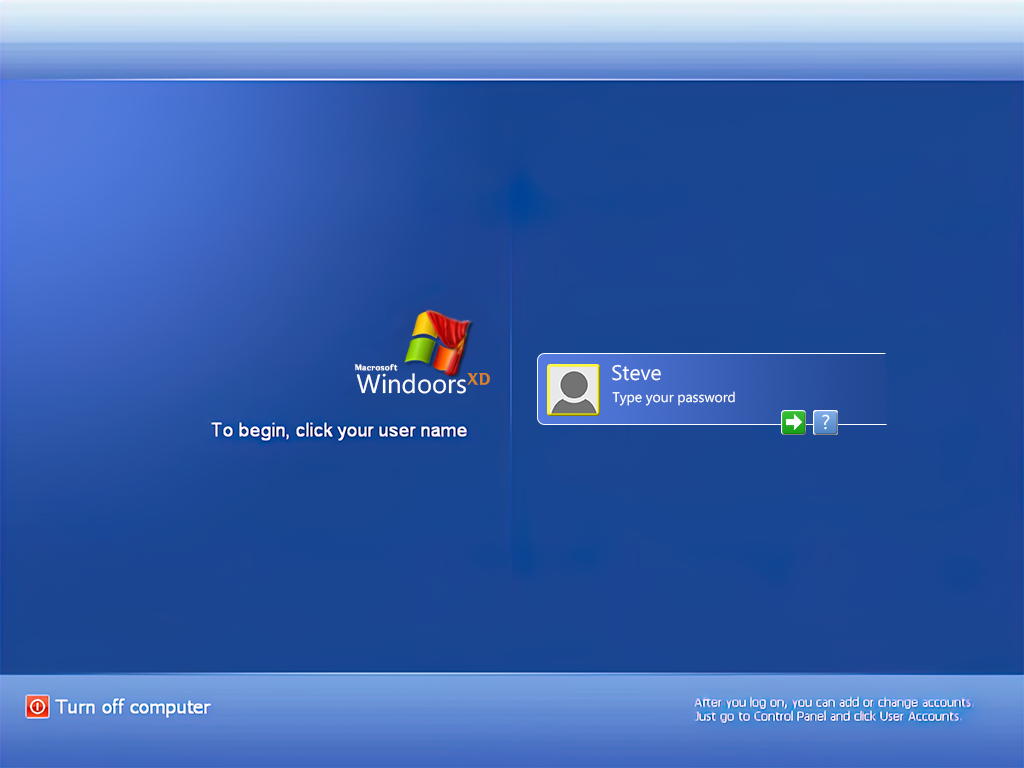 Macrosoft
Windoors XD
To begin, click your user name
Steve
Type your password
?
Turn off computer
After you log on, you can add or change accounts.
Just go to Control Panel and click User Accounts.